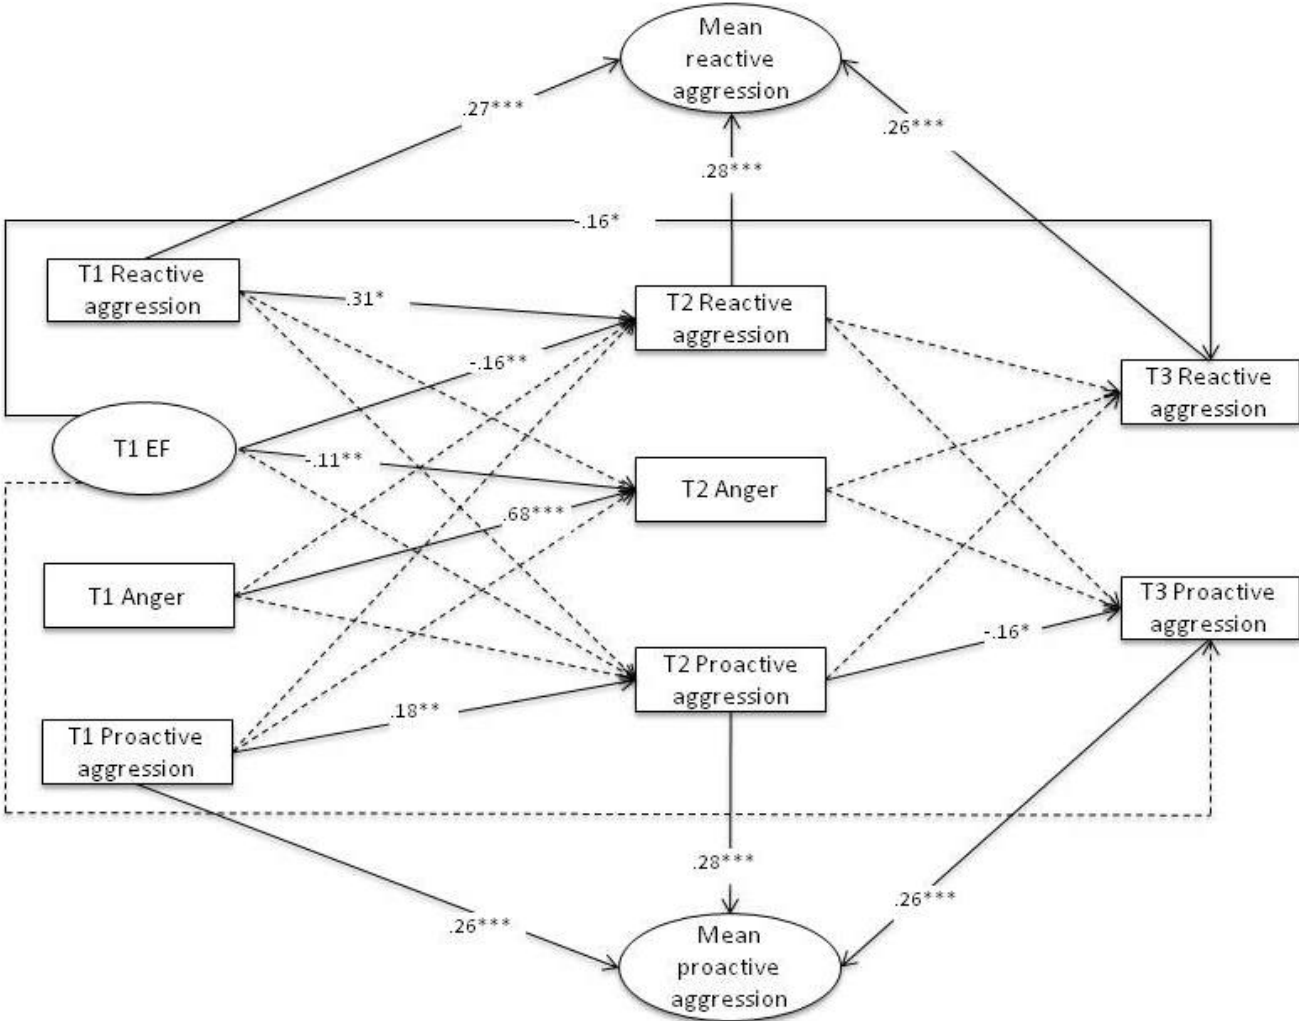 Mean
reactive
aggression
.27***
.26***
.28***
-.16*
T1 Reactive
aggression
.31*
T2 Reactive
aggression
-.16**
T3 Reactive
aggression
T1 EF
-.11**
T2 Anger
.68***
T1 Anger
T3 Proactive
aggression
-.16*
T2 Proactive
aggression
.18**
T1 Proactive
aggression
.28***
.26***
.26***
Mean
proactive
aggression